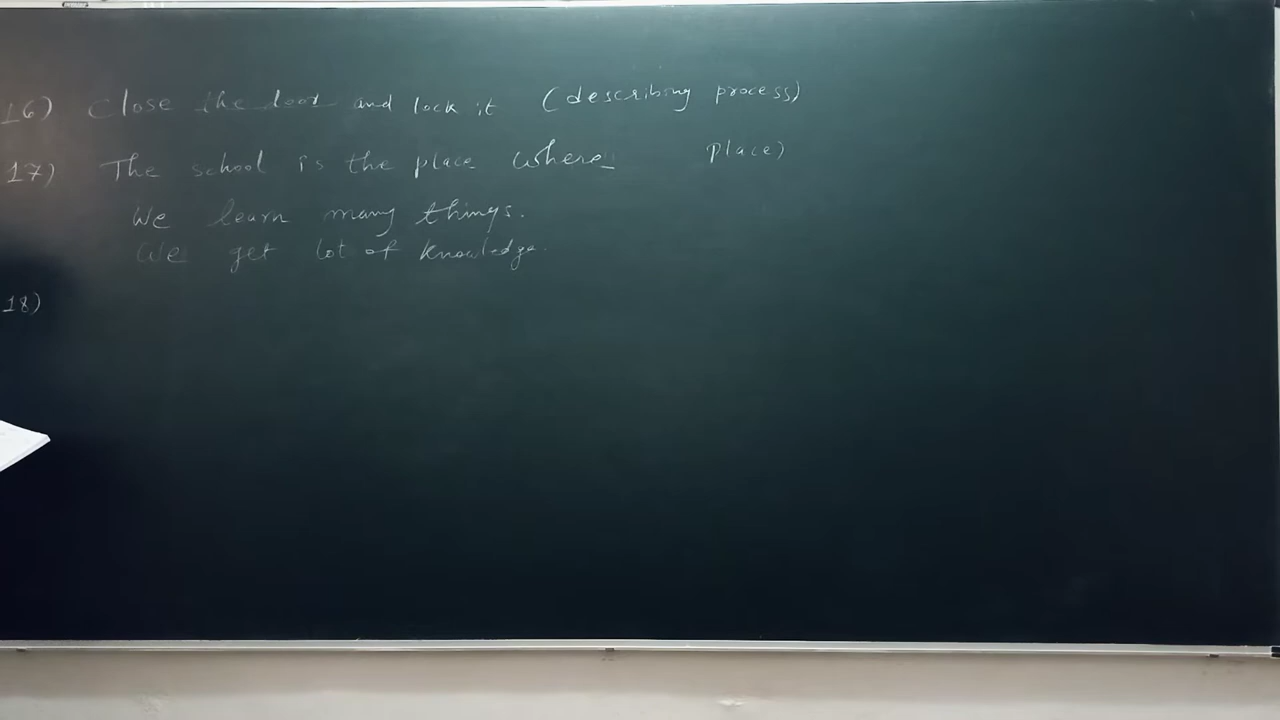 16) Close the door and lock it (describing process)
17) The school is the place where place)
We learn many things.
We get lot of knowledge.
18)